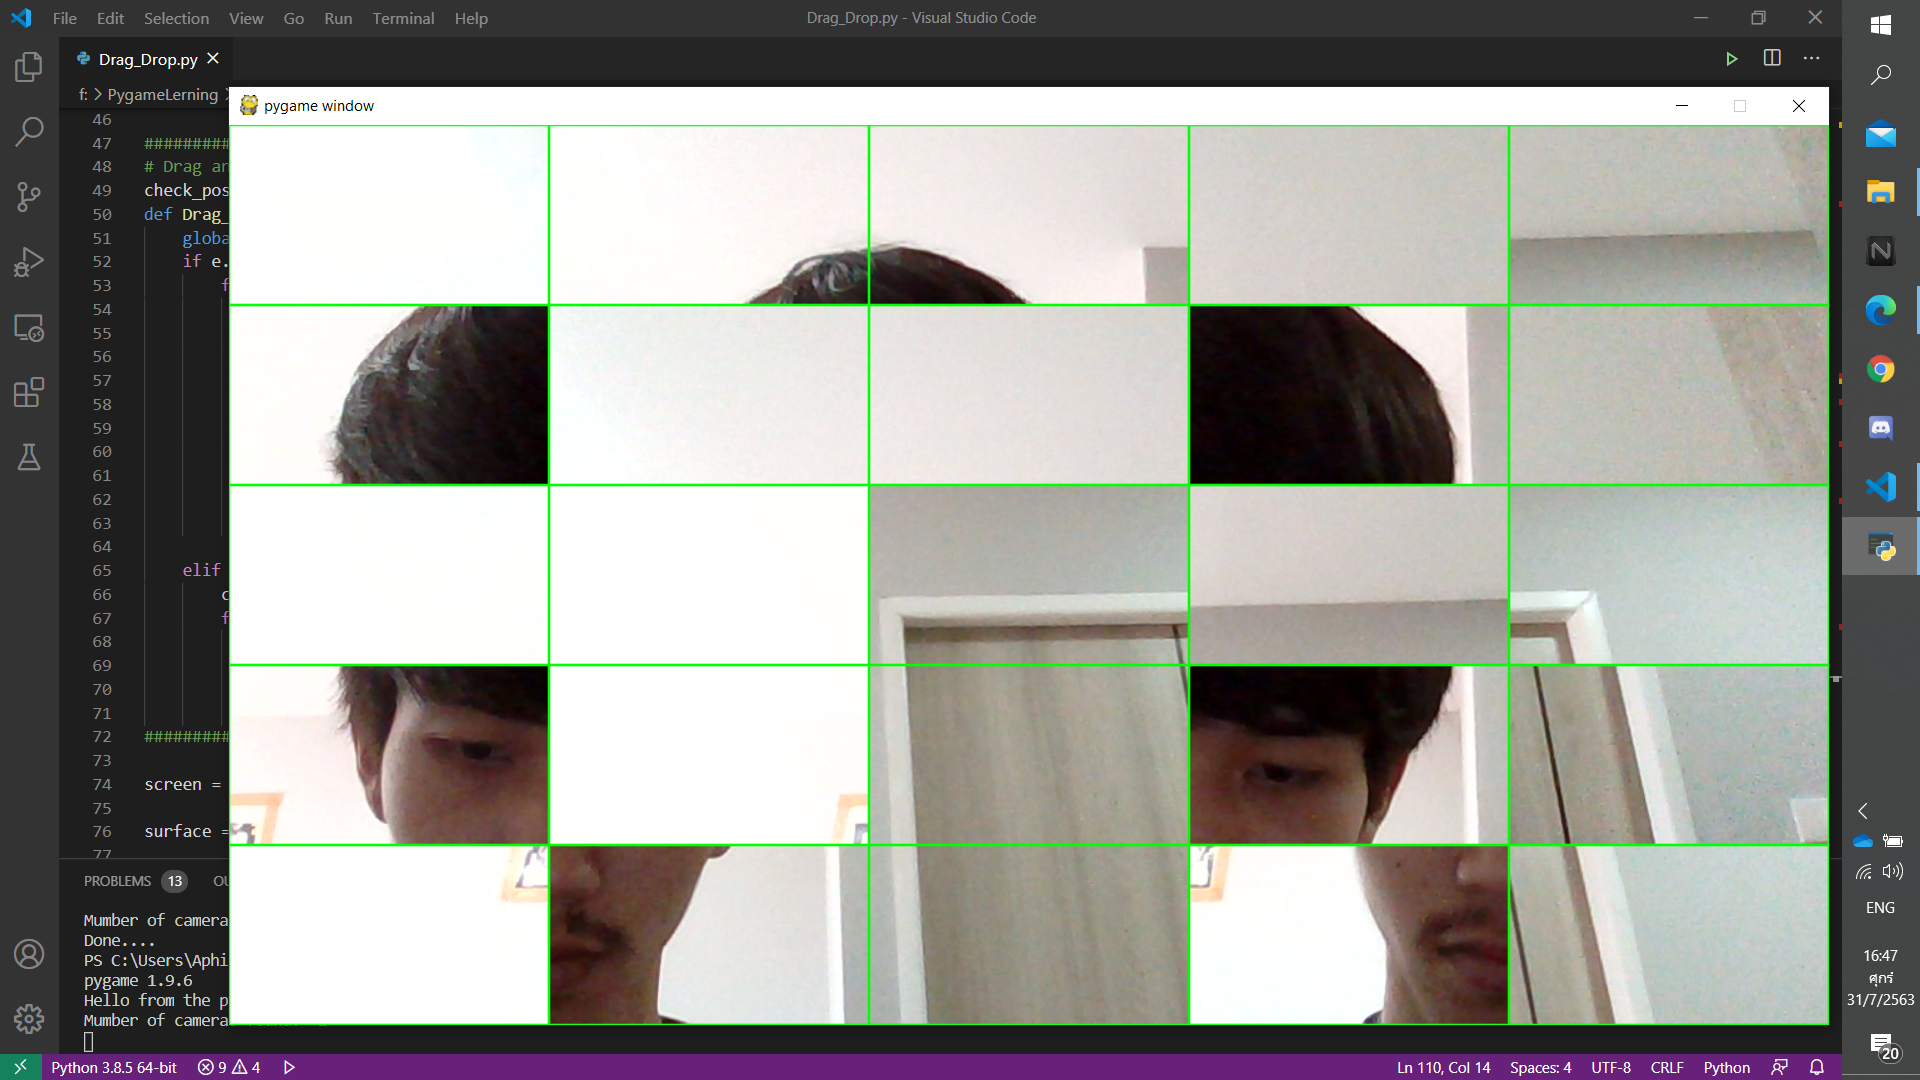 File Edit Selection View Go Run Terminal Help
Drag_Drop.py - Visual Studio Code
Drag_Drop.py
f: > PygameLerning >
pygame window
46
47 ##########
48 # Drag an
49 check_pos
50 def Drag_
51 globa
52 if e.
53 f
54
55
56
57
58
59
60
61
62
63
64
65 elif
66 c
67 f
68
69
70
71
72 ##########
73
74 screen =
75
76 surface =
77
PROBLEMS 13 OU
Mumber of camera
Done....
PS C:\Users\Aphi
pygame 1.9.6
Hello from the p
Mumber of camera
Python 3.8.5 64-bit 9 4
Ln 110, Col 14 Spaces: 4 UTF-8 CRLF Python
ENG
16:47
ศุกร์
31/7/2563
20